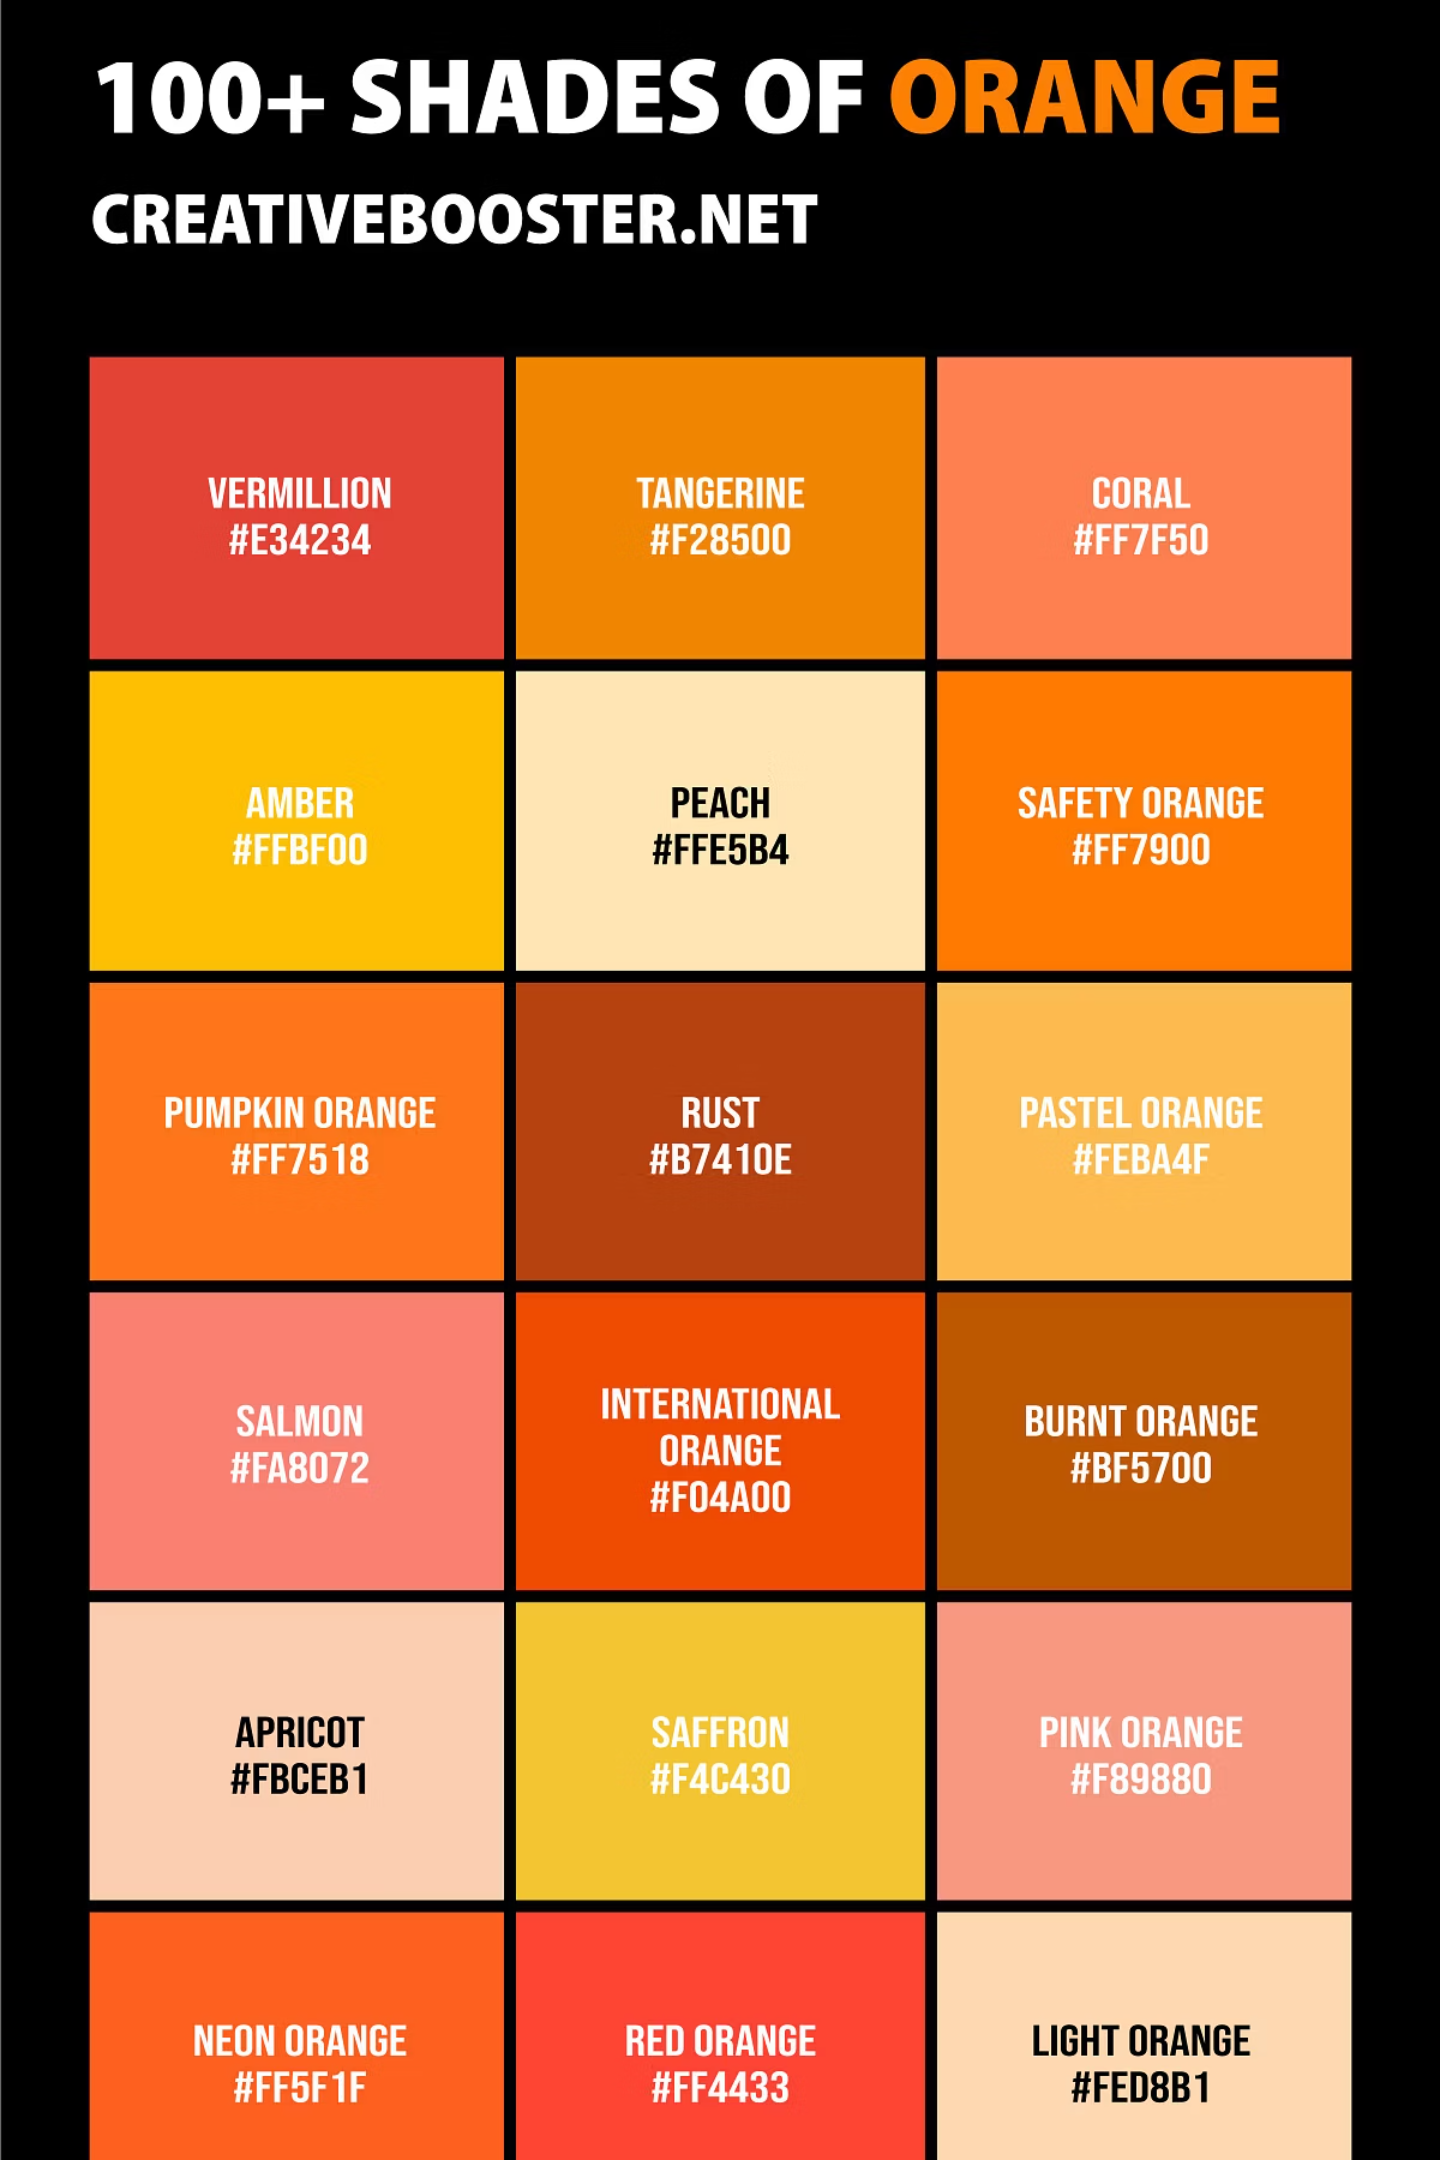 100+ SHADES OF ORANGE
CREATIVEBOOSTER.NET
VERMILLION
#E34234
TANGERINE
#F28500
CORAL
#FF7F50
AMBER
#FFBF00
PEACH
#FFE5B4
SAFETY ORANGE
#FF7900
PUMPKIN ORANGE
#FF7518
RUST
#B7410E
PASTEL ORANGE
#FEBA4F
SALMON
#FA8072
INTERNATIONAL
ORANGE
#F04A00
BURNT ORANGE
#BF5700
APRICOT
#FBCEB1
SAFFRON
#F4C430
PINK ORANGE
#F89880
NEON ORANGE
#FF5F1F
RED ORANGE
#FF4433
LIGHT ORANGE
#FED8B1